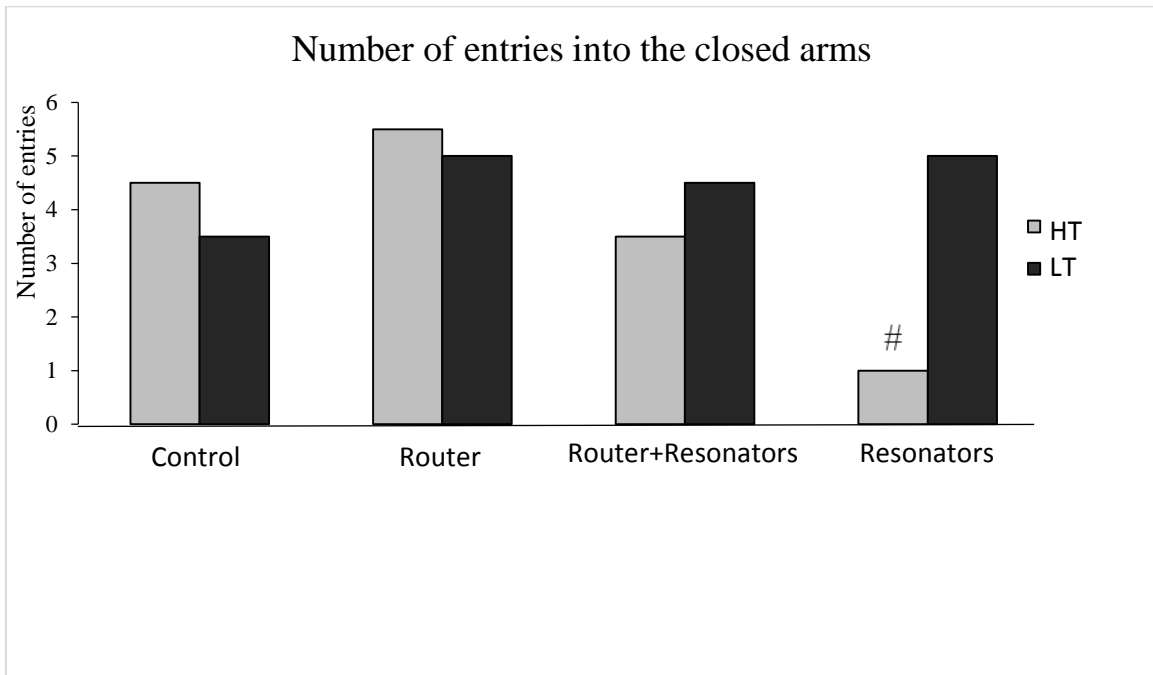 Number of entries into the closed arms
Number of entries
6
5
4
3
2
1
0
#
HT
LT
Control Router Router+Resonators Resonators